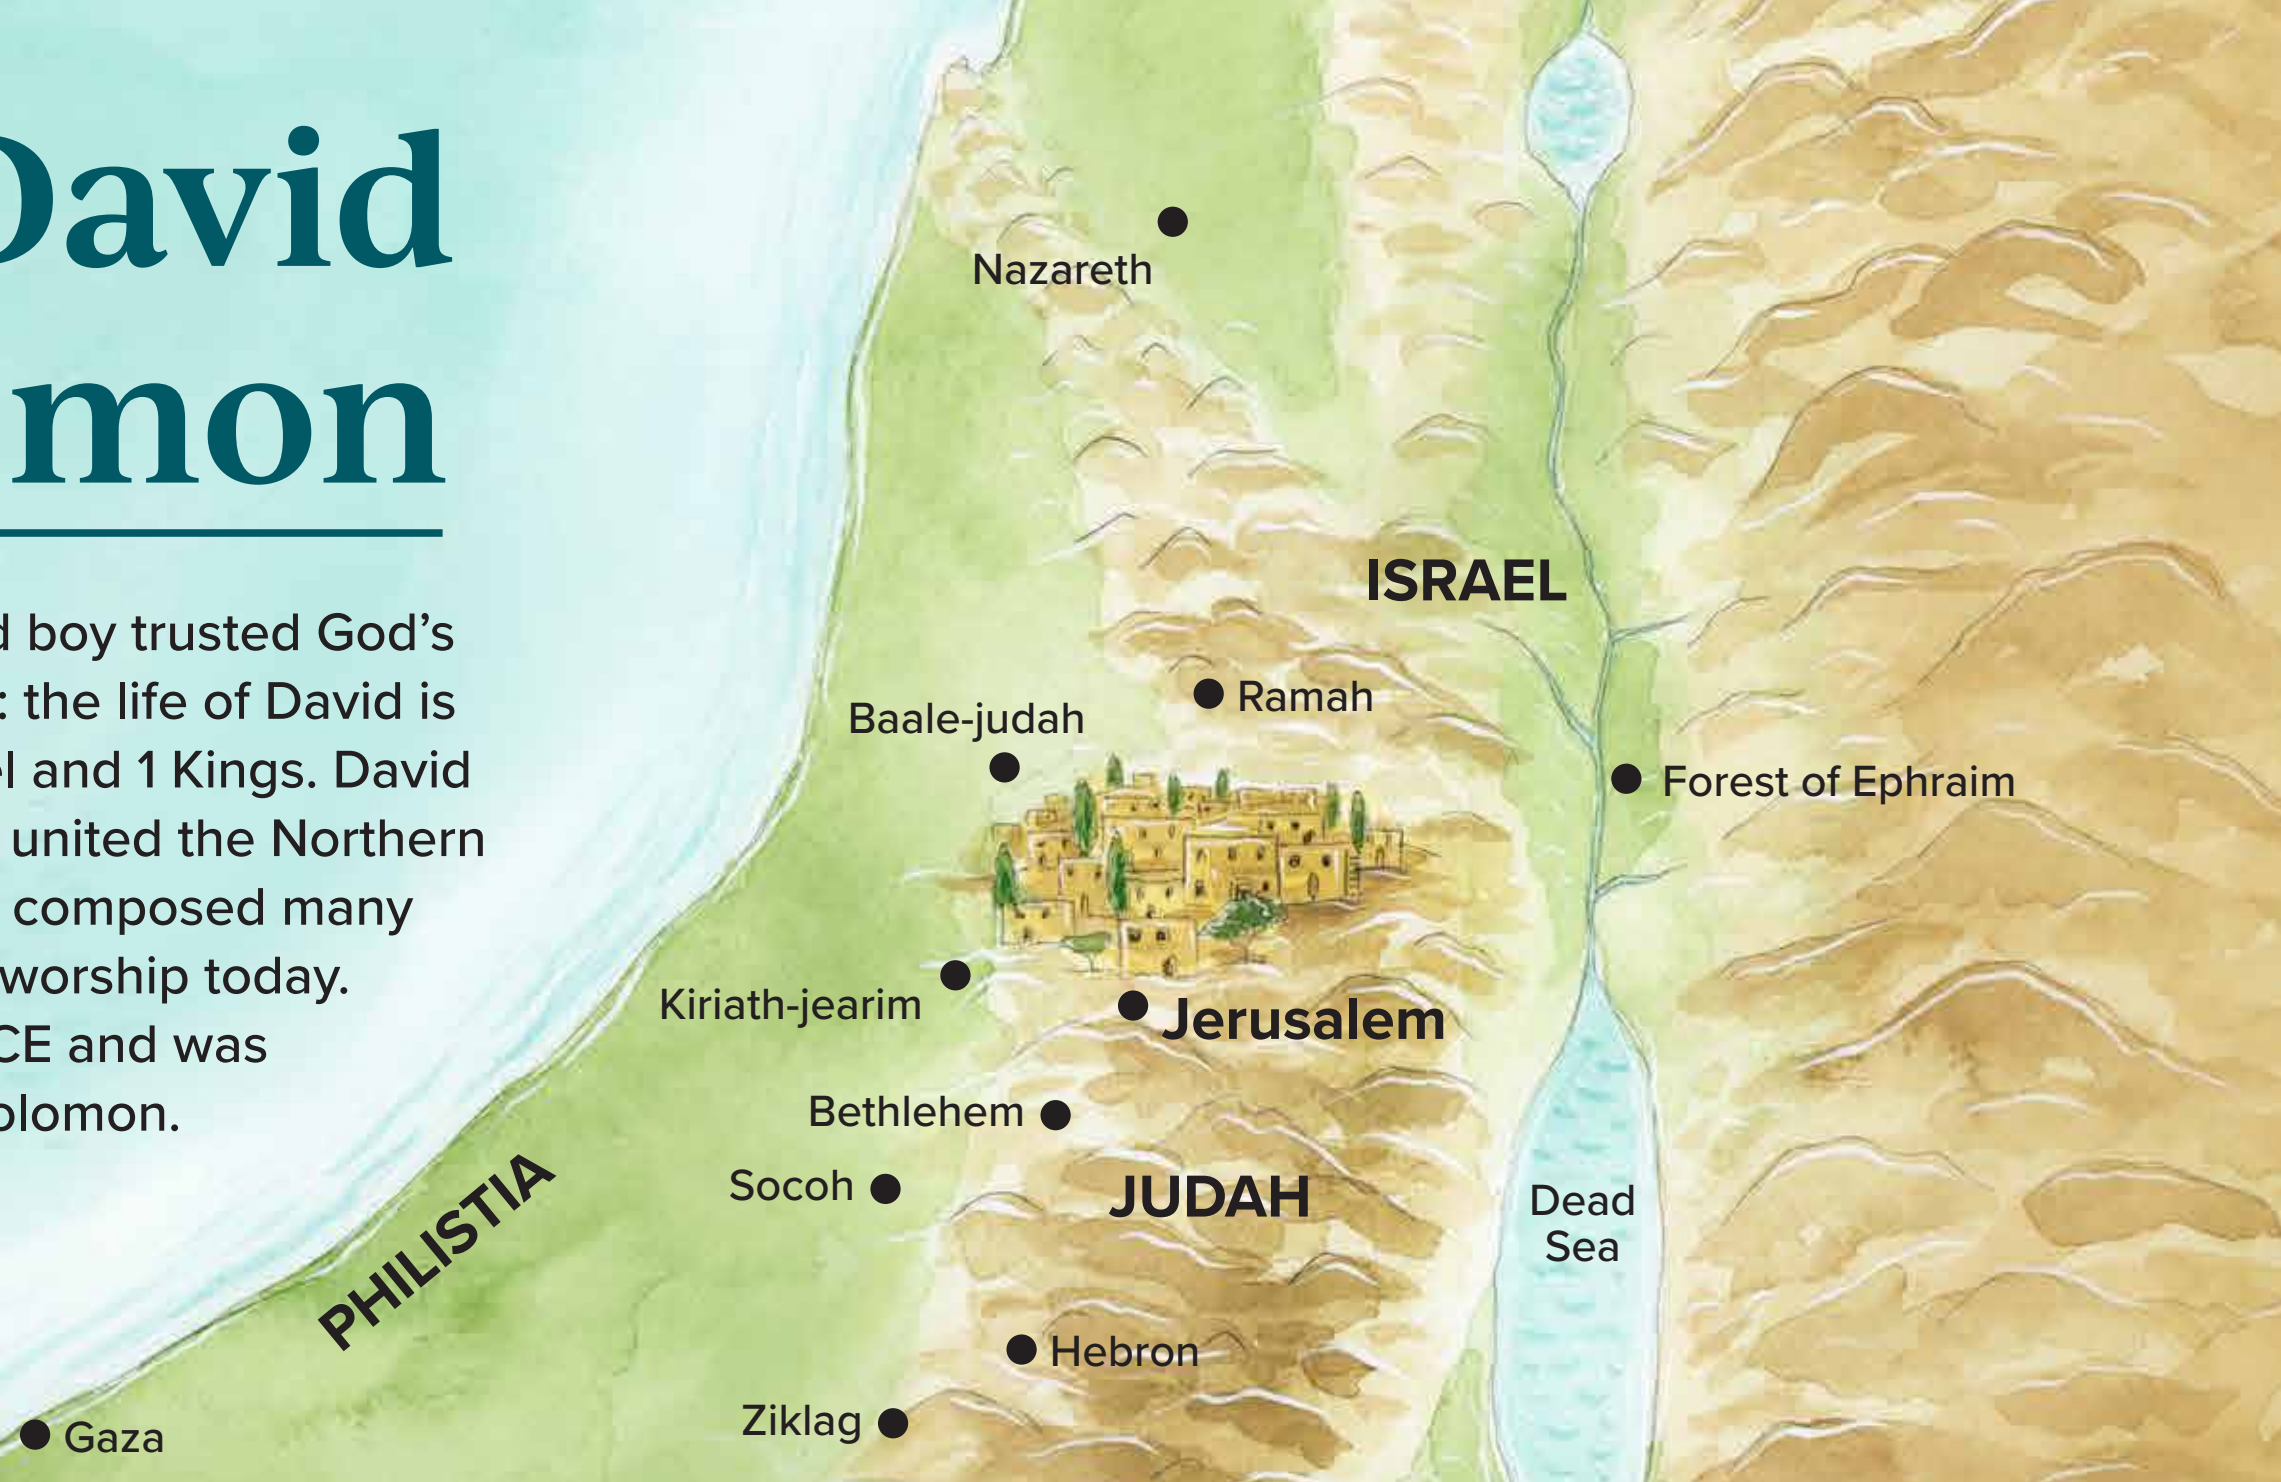 David
mon
d boy trusted God's
: the life of David is
el and 1 Kings. David
united the Northern
composed many
worship today.
CE and was
olomon.
Nazareth
ISRAEL
Ramah
Baale-judah
Forest of Ephraim
Kiriath-jearim
Jerusalem
Bethlehem
Socoh
JUDAH
Dead
Sea
PHILISTIA
Hebron
Ziklag
Gaza